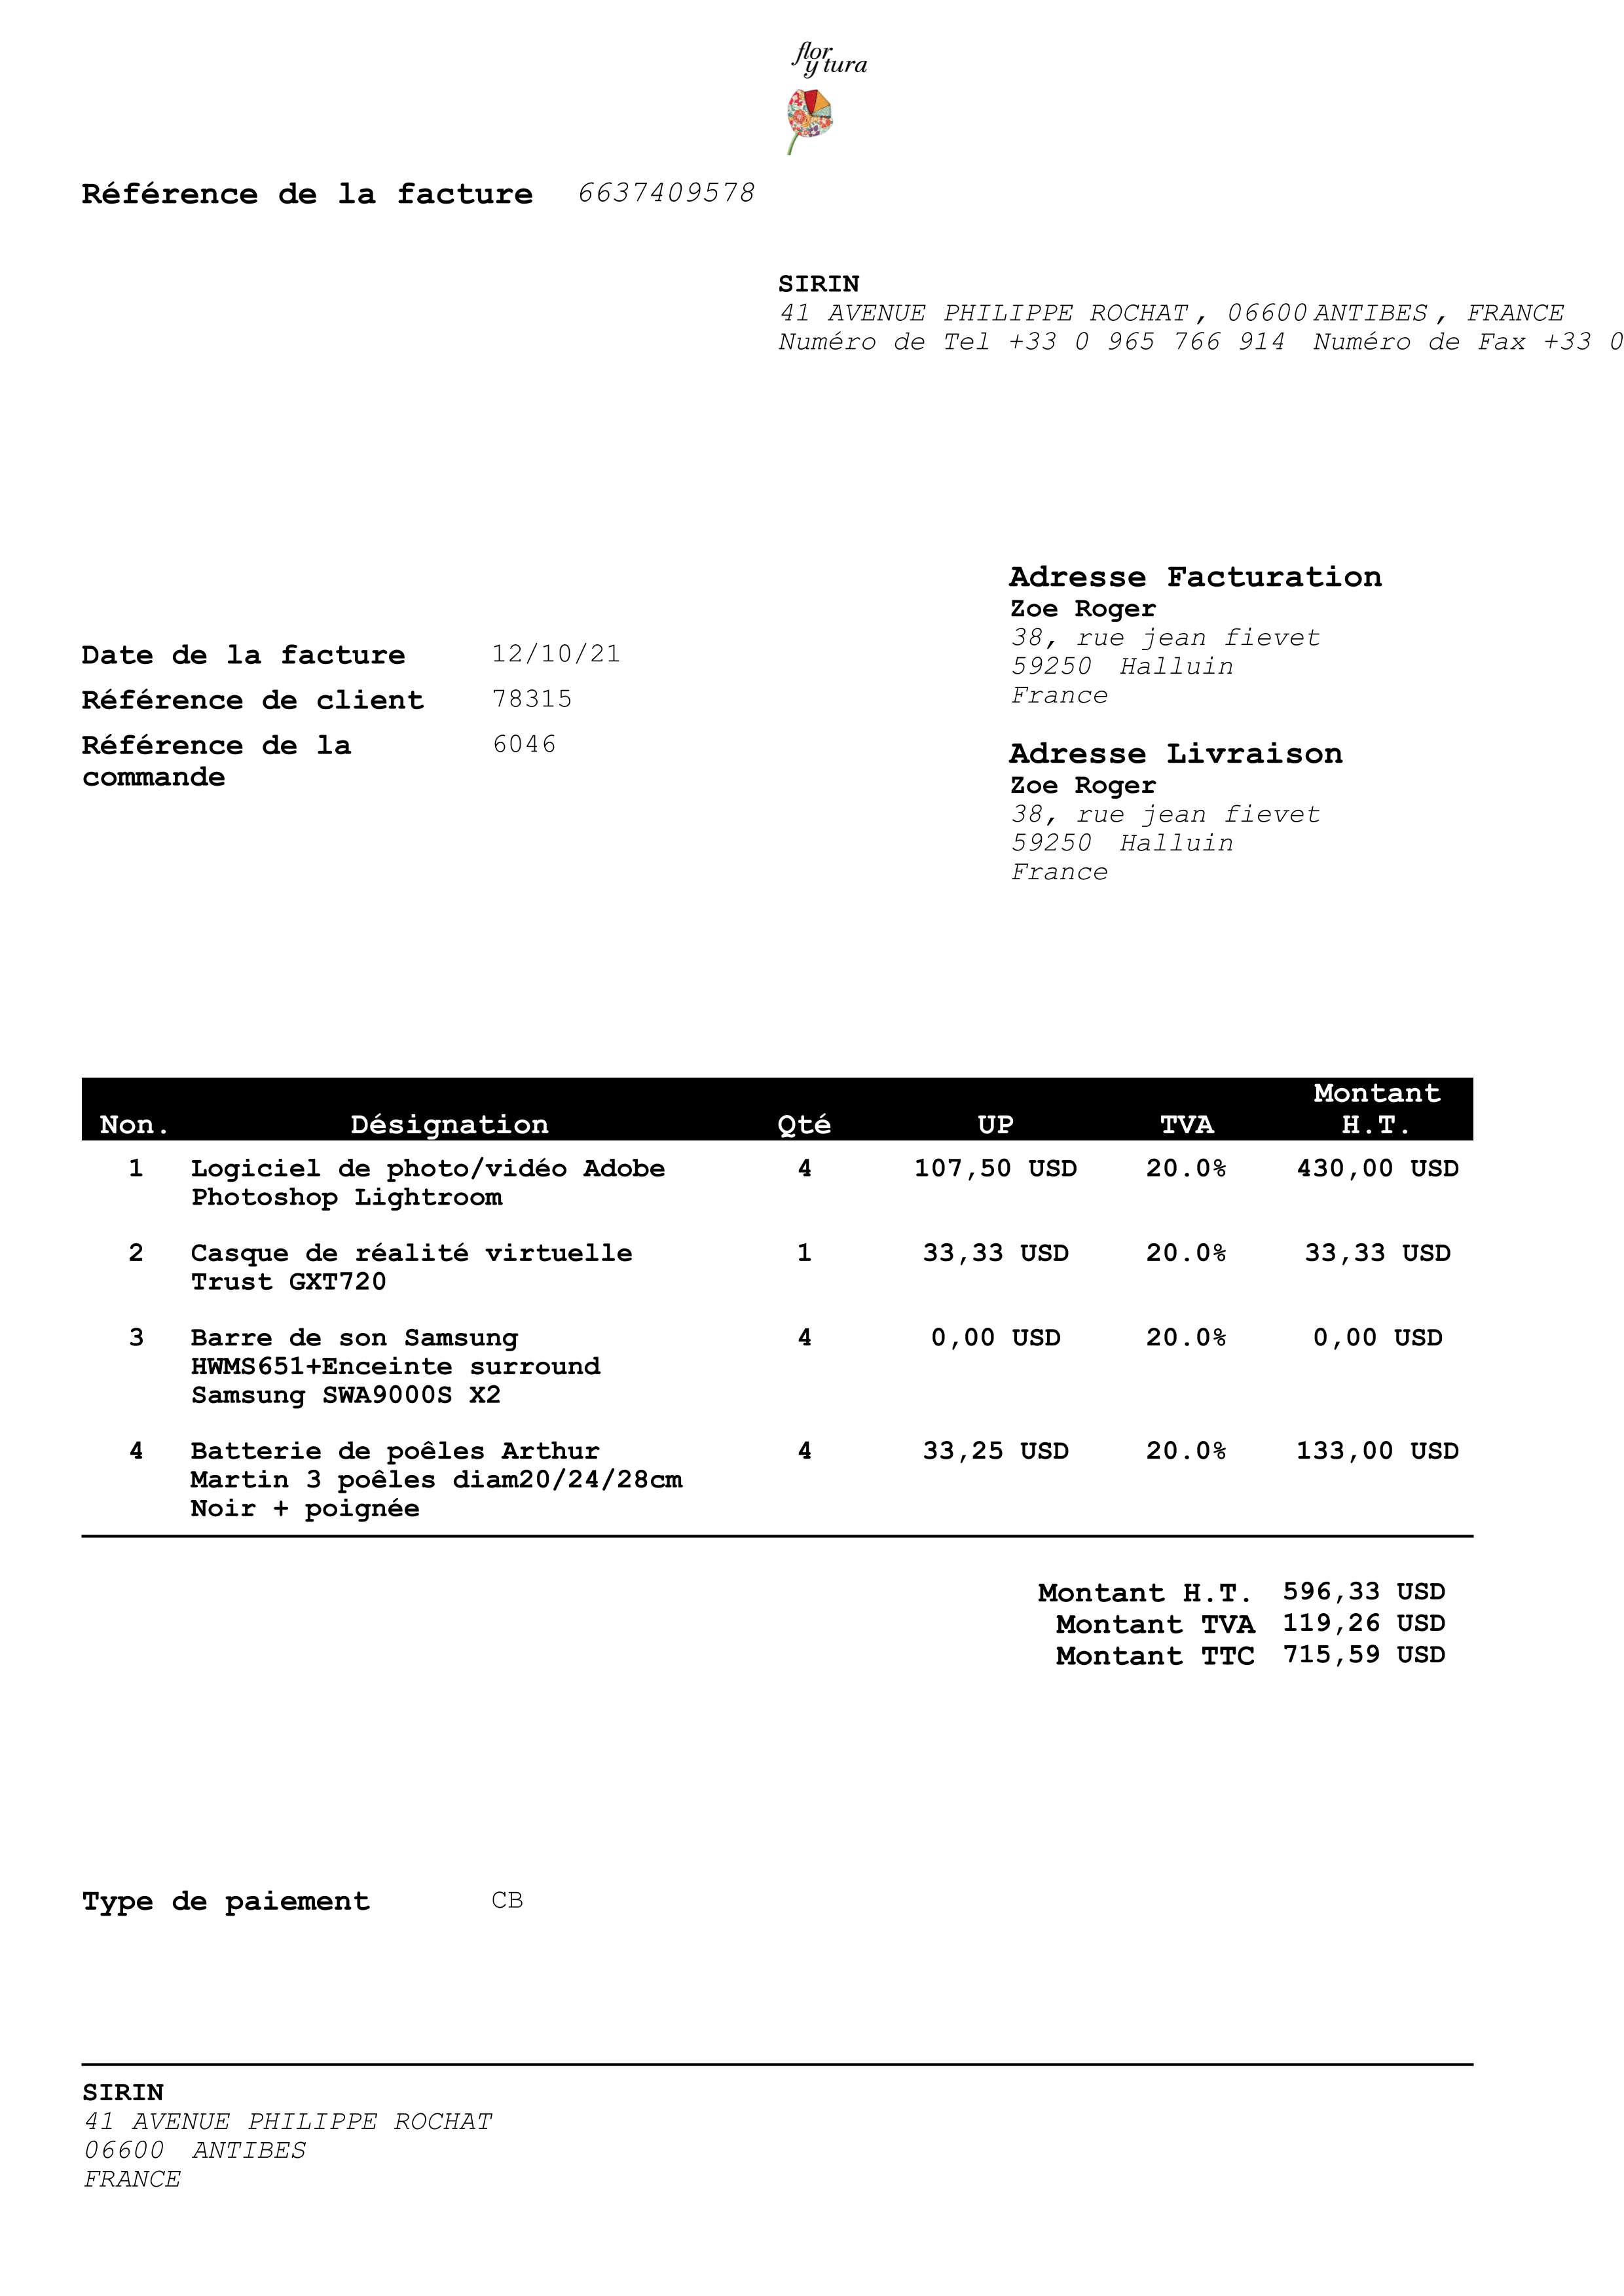 flor
y tura
Référence de la facture 6637409578
SIRIN
41 AVENUE PHILIPPE ROCHAT, 06600 ANTIBES, FRANCE
Numéro de Tel +33 0 965 766 914 Numéro de Fax +33 0
Adresse Facturation
Zoe Roger
38, rue jean fievet
59250 Halluin
France
Date de la facture 12/10/21
Référence de client 78315
Référence de la 6046
commande
Adresse Livraison
Zoe Roger
38, rue jean fievet
59250 Halluin
France
Non. Désignation Qté UP TVA Montant H.T.
1 Logiciel de photo/vidéo Adobe 4 107,50 USD 20.0% 430,00 USD
Photoshop Lightroom
2 Casque de réalité virtuelle 1 33,33 USD 20.0% 33,33 USD
Trust GXT720
3 Barre de son Samsung 4 0,00 USD 20.0% 0,00 USD
HWMS651+Enceinte surround
Samsung SWA9000S X2
4 Batterie de poêles Arthur 4 33,25 USD 20.0% 133,00 USD
Martin 3 poêles diam20/24/28cm
Noir + poignée
Montant H.T. 596,33 USD
Montant TVA 119,26 USD
Montant TTC 715,59 USD
Type de paiement CB
SIRIN
41 AVENUE PHILIPPE ROCHAT
06600 ANTIBES
FRANCE